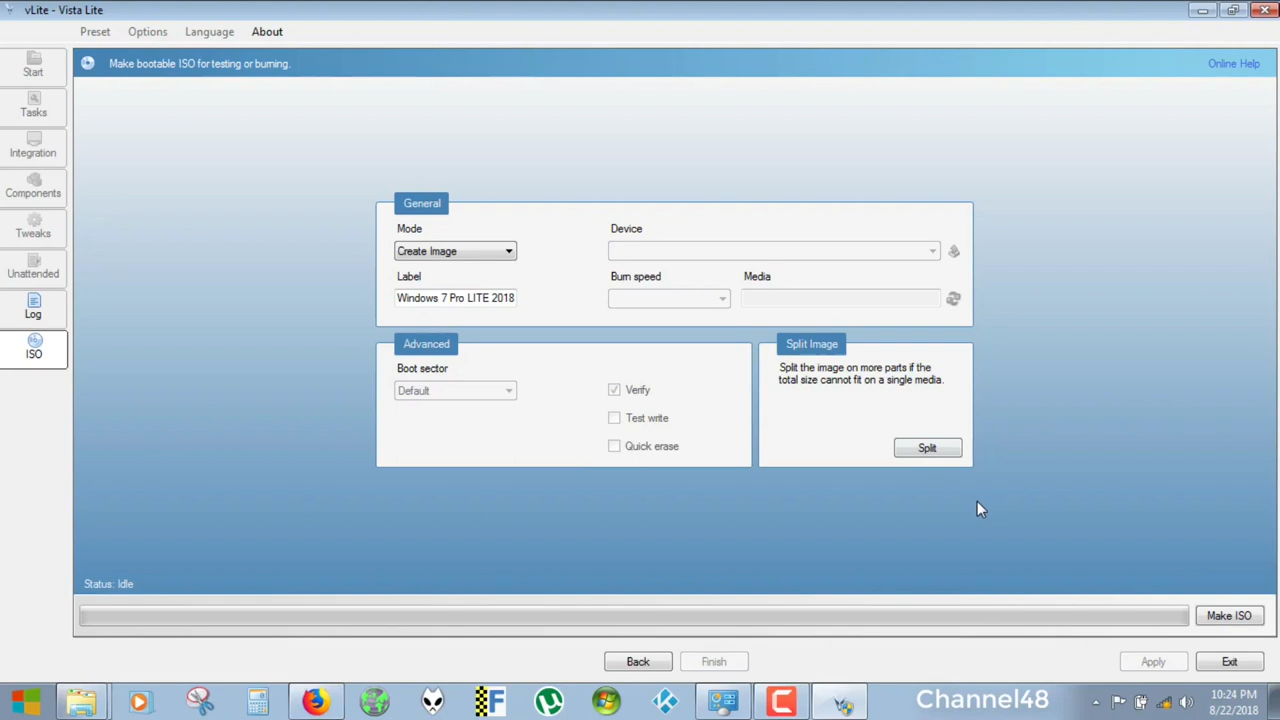 vLite - Vista Lite
Preset
Options
Language
About
Start
Tasks
Integration
Components
Tweaks
Unattended
Log
ISO
Make bootable ISO for testing or burning.
Online Help
General
Mode
Device
Create Image
Label
Burn speed
Media
Windows 7 Pro LITE 2018
Advanced
Boot sector
Default
Verify
Test write
Quick erase
Split Image
Split the image on more parts if the
total size cannot fit on a single media.
Split
Status: Idle
Make ISO
Back
Finish
Apply
Exit
Channel48
10:24 PM
8/22/2018